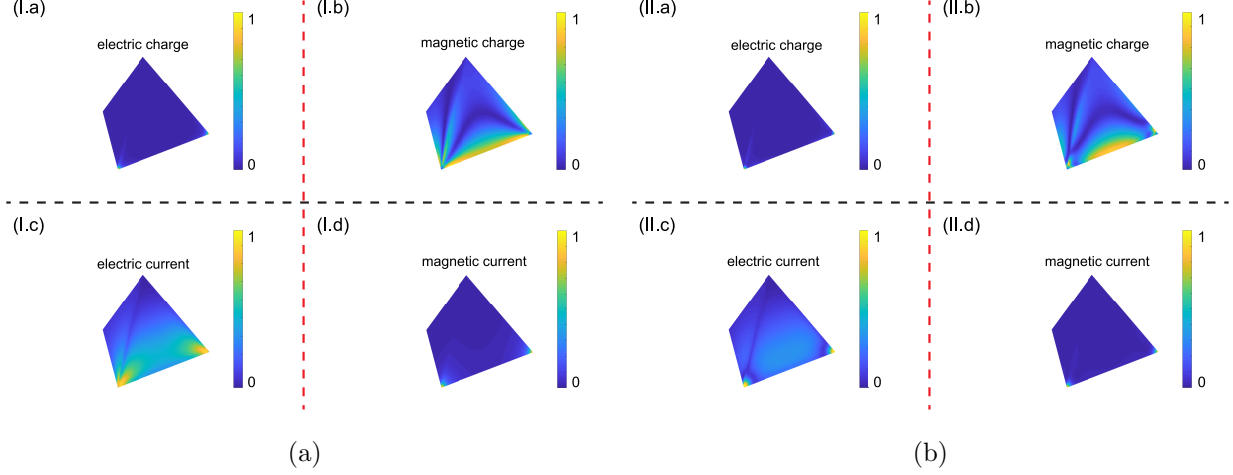 (I.a)
electric charge
1
0
(I.b)
magnetic charge
1
0
(II.a)
electric charge
1
0
(II.b)
magnetic charge
1
0
(I.c)
electric current
1
0
(I.d)
magnetic current
1
0
(II.c)
electric current
1
0
(II.d)
magnetic current
1
0
(a)
(b)